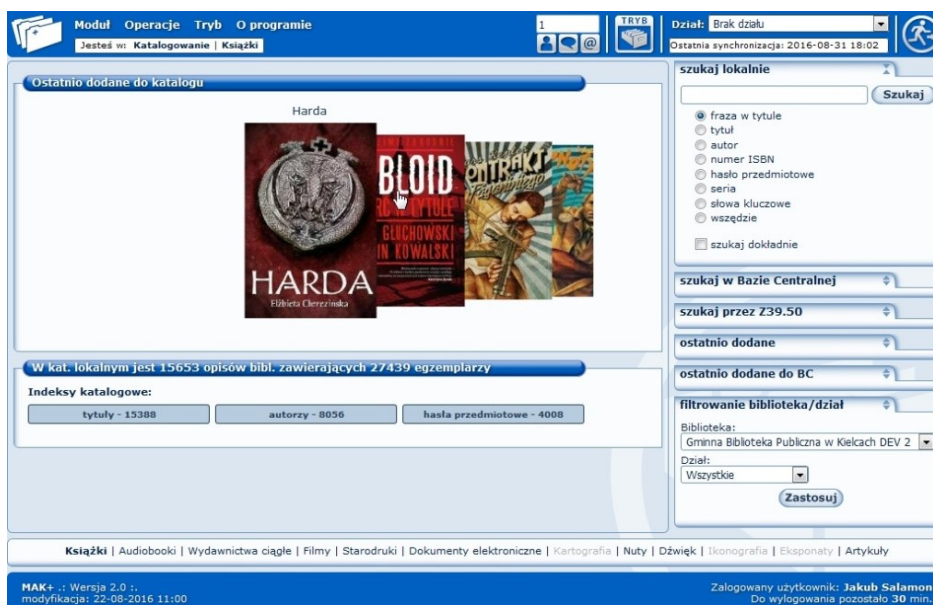 Moduł Operacje Tryb O programie
Jesteś w: Katalogowanie | Książki
1
@
TRYB
Dział: Brak działu
Ostatnia synchronizacja: 2016-08-31 18:02
Ostatnio dodane do katalogu
Harda
HARDA
Elżbieta Cherezińska
BLOID
GŁUCHOWSKI
IN KOWALSKI
W kat. lokalnym jest 15653 opisów bibl. zawierających 27439 egzemplarzy
Indeksy katalogowe:
tytuły - 15388
autorzy - 8056
hasła przedmiotowe - 4008
szukaj lokalnie
Szukaj
fraza w tytule
tytuł
autor
numer ISBN
hasło przedmiotowe
seria
słowa kluczowe
wszędzie
szukaj dokładnie
szukaj w Bazie Centralnej
szukaj przez Z39.50
ostatnio dodane
ostatnio dodane do BC
filtrowanie biblioteka/dział
Biblioteka:
Gminna Biblioteka Publiczna w Kielcach DEV 2
Dział:
Wszystkie
Zastosuj
Książki | Audiobooki | Wydawnictwa ciągłe | Filmy | Starodruki | Dokumenty elektroniczne | Kartografia | Nuty | Dźwięk | Ikonografia | Eksponaty | Artykuły
MAK+ .: Wersja 2.0 :.
modyfikacja: 22-08-2016 11:00
Zalogowany użytkownik: Jakub Salamon
Do wylogowania pozostało 30 min.